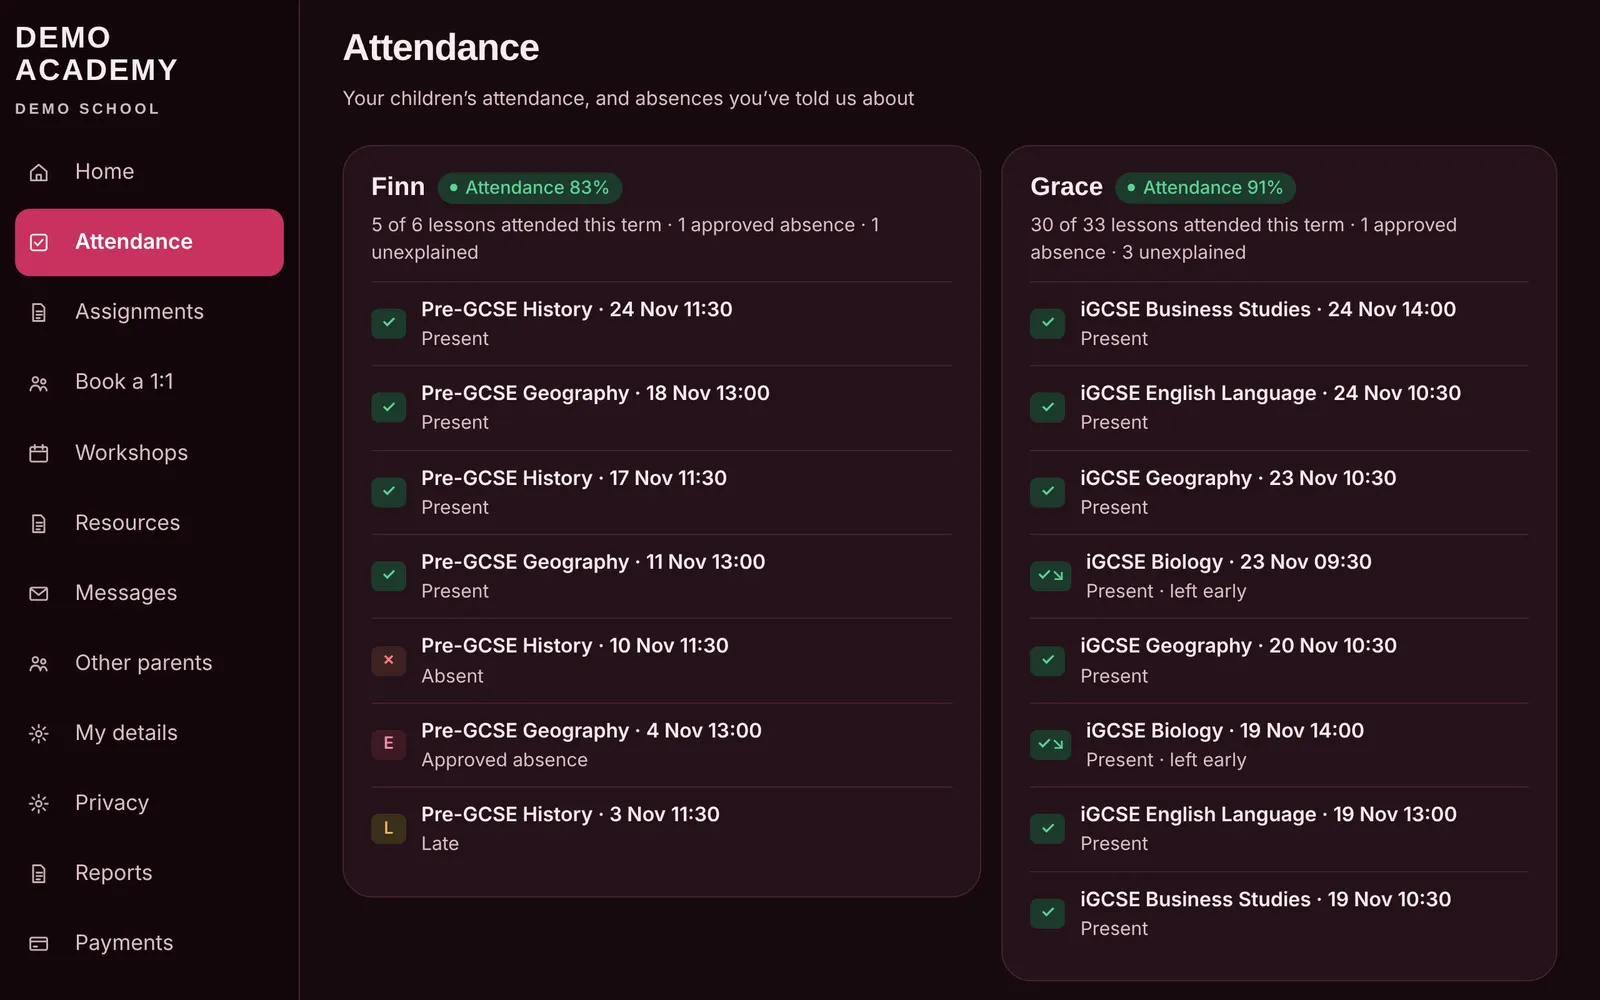 DEMO
ACADEMY
DEMO SCHOOL
Home
Attendance
Assignments
Book a 1:1
Workshops
Resources
Messages
Other parents
My details
Privacy
Reports
Payments
Attendance
Your children’s attendance, and absences you’ve told us about
Finn
Attendance 83%
5 of 6 lessons attended this term · 1 approved absence · 1
unexplained
Pre-GCSE History · 24 Nov 11:30
Present
Pre-GCSE Geography · 18 Nov 13:00
Present
Pre-GCSE History · 17 Nov 11:30
Present
Pre-GCSE Geography · 11 Nov 13:00
Present
Pre-GCSE History · 10 Nov 11:30
Absent
E
Pre-GCSE Geography · 4 Nov 13:00
Approved absence
L
Pre-GCSE History · 3 Nov 11:30
Late
Grace
Attendance 91%
30 of 33 lessons attended this term · 1 approved
absence · 3 unexplained
iGCSE Business Studies · 24 Nov 14:00
Present
iGCSE English Language · 24 Nov 10:30
Present
iGCSE Geography · 23 Nov 10:30
Present
iGCSE Biology · 23 Nov 09:30
Present · left early
iGCSE Geography · 20 Nov 10:30
Present
iGCSE Biology · 19 Nov 14:00
Present · left early
iGCSE English Language · 19 Nov 13:00
Present
iGCSE Business Studies · 19 Nov 10:30
Present